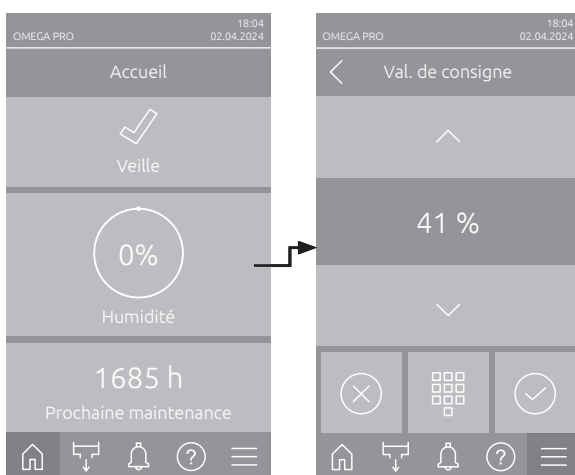 18:04
OMEGA PRO 02.04.2024
Accueil
Veille
0%
Humidité
1685 h
Prochaine maintenance
?
18:04
OMEGA PRO 02.04.2024
Val. de consigne
41 %
?